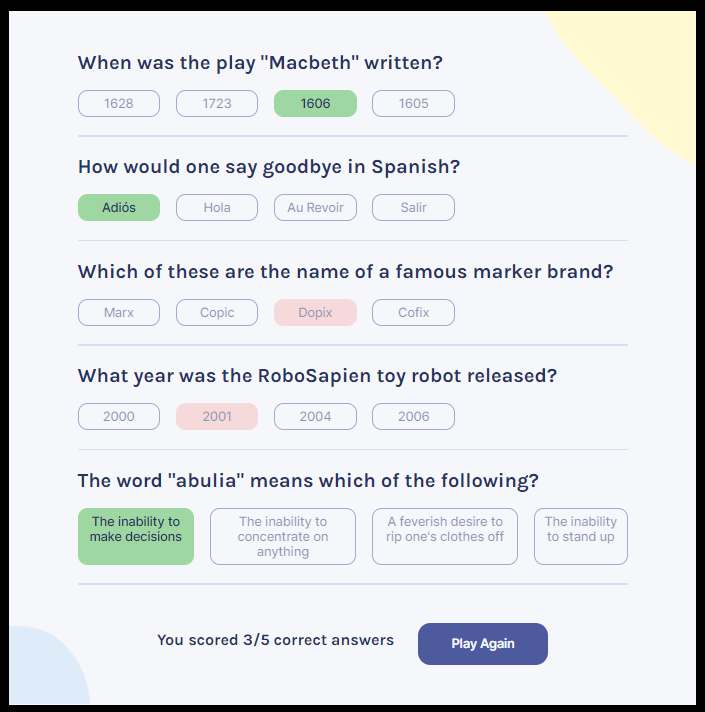 When was the play "Macbeth" written?
1628 1723 1606 1605
How would one say goodbye in Spanish?
Adiós Hola Au Revoir Salir
Which of these are the name of a famous marker brand?
Marx Copic Dopix Cofix
What year was the RoboSapien toy robot released?
2000 2001 2004 2006
The word "abulia" means which of the following?
The inability to
make decisions
The inability to
concentrate on
anything
A feverish desire to
rip one's clothes off
The inability
to stand up
You scored 3/5 correct answers
Play Again